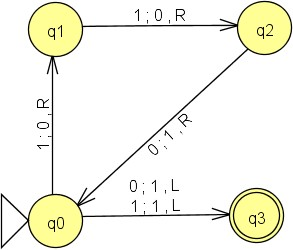 q1
1 ; 0 , R
q2
1 ; 0 , R
0 ; 1 , R
0 ; 1 , L
1 ; 1 , L
q0
q3